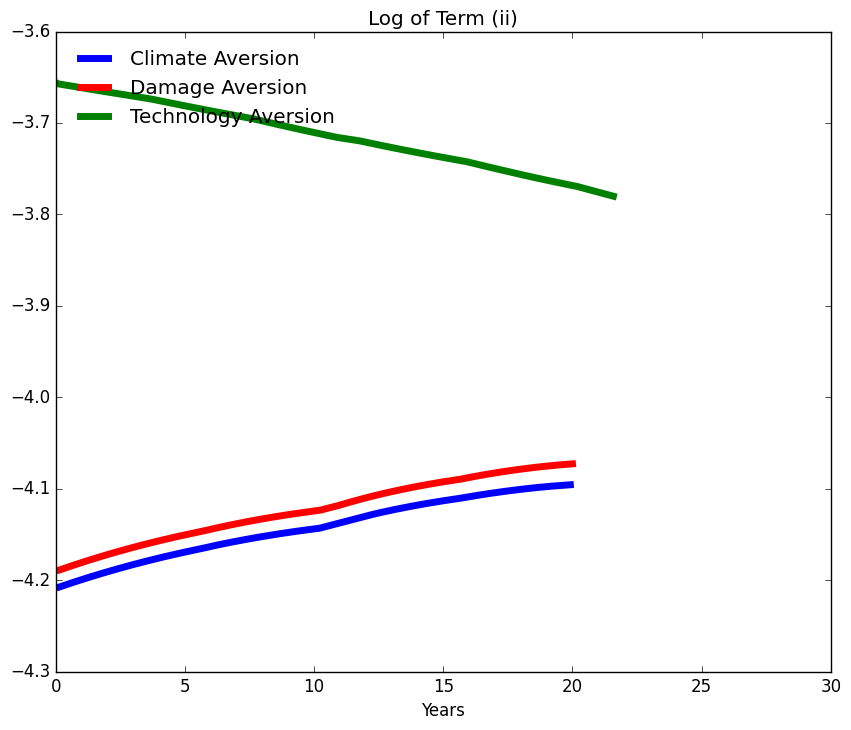 Log of Term (ii)
−3.6
Climate Aversion
Damage Aversion
Technology Aversion
−3.7
−3.8
−3.9
−4.0
−4.1
−4.2
−4.3
0 5 10 15 20 25 30
Years